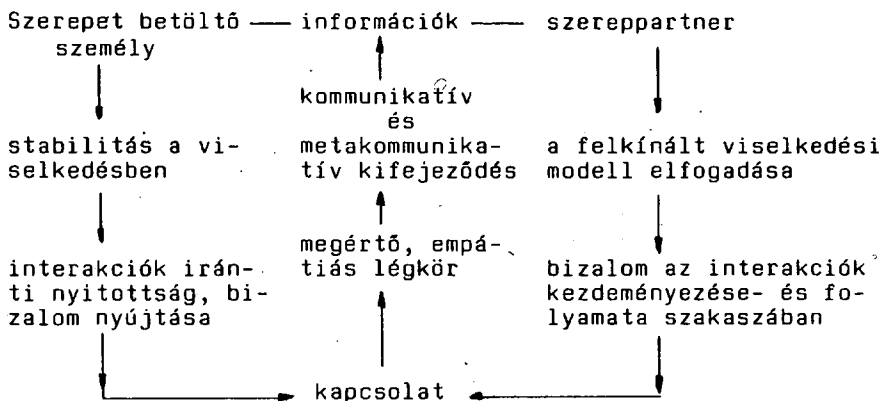 Szerepet betöltő — információk — szereppartner
személy
kommunikatív
és
stabilitás a vi-
selkedésben
metakommunika-
tív kifejeződés
a felkínált viselkedési
modell elfogadása
interakciók irán-
ti nyitottság, bi-
zalom nyújtása
megértő, empá-
tiás légkör
bizalom az interakciók
kezdeményezése- és fo-
lyamata szakaszában
kapcsolat